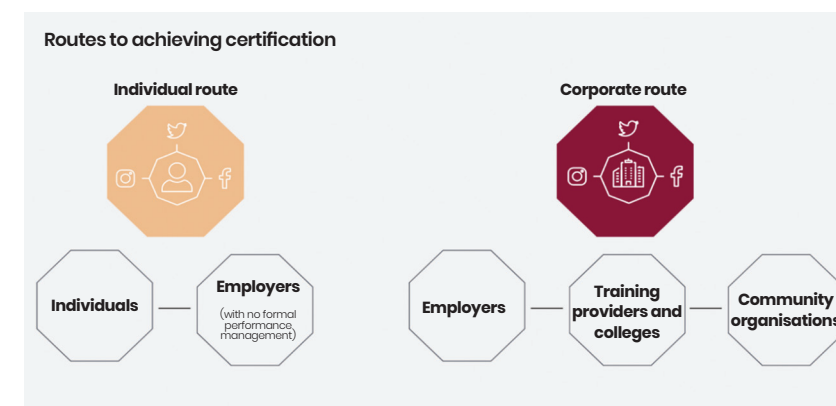 Routes to achieving certification
Individual route
Corporate route
Individuals
Employers
(with no formal
performance
management)
Employers
Training
providers and
colleges
Community
organisations